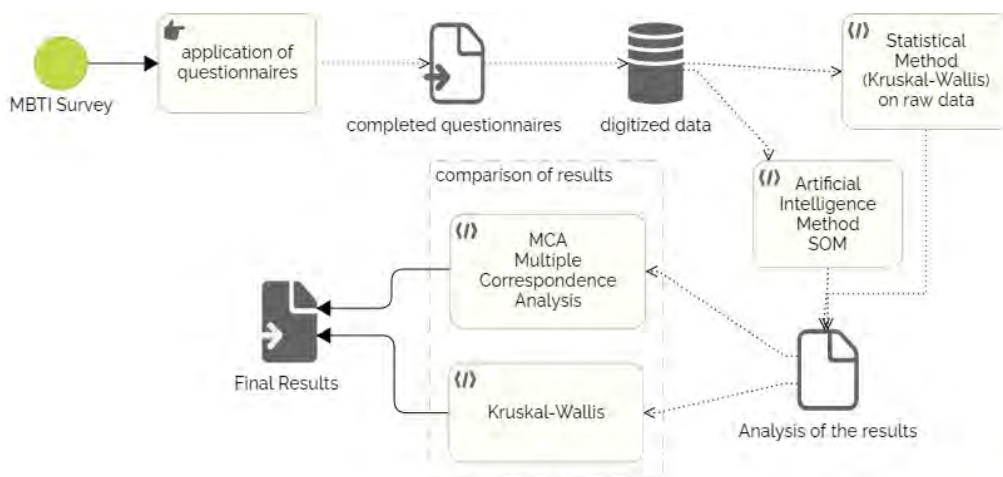 MBTI Survey
application of
questionnaires
completed questionnaires
digitized data
Statistical
Method
(Kruskal-Wallis)
on raw data
Artificial
Intelligence
Method
SOM
comparison of results
MCA
Multiple
Correspondence
Analysis
Kruskal-Wallis
Analysis of the results
Final Results